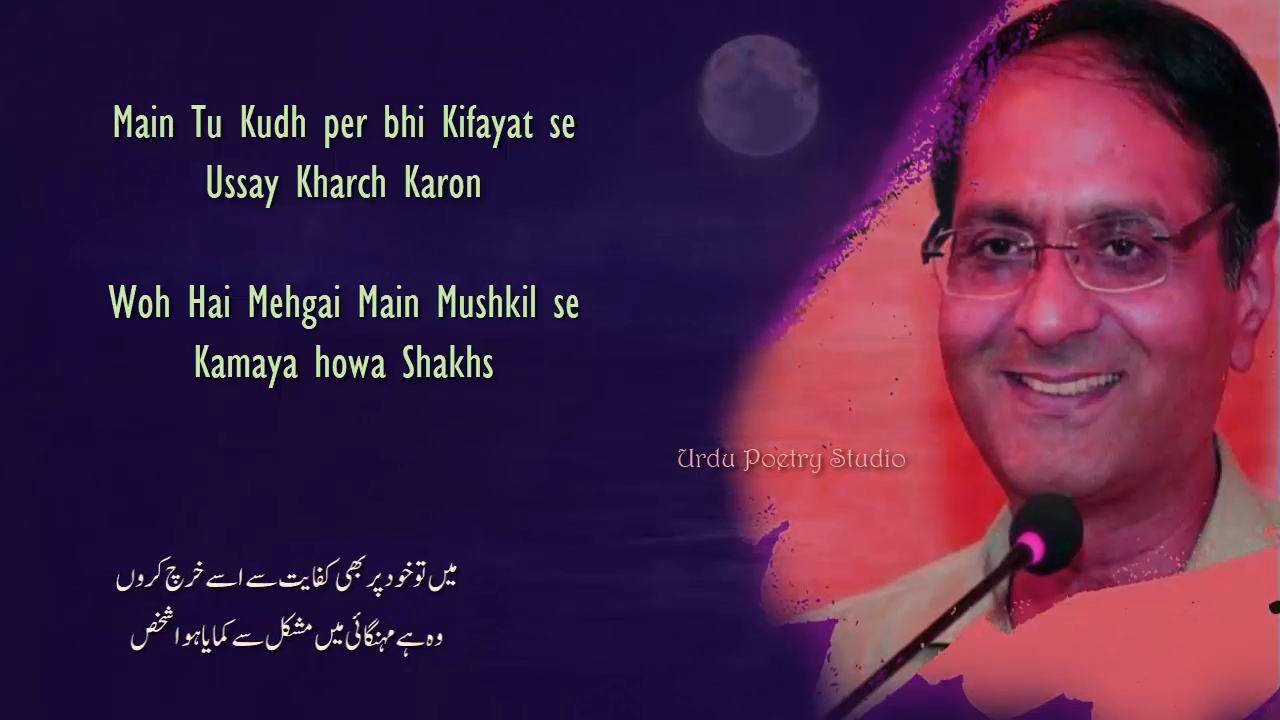 Main Tu Kudh per bhi Kifayat se
Ussay Kharch Karon
Woh Hai Mehgai Main Mushkil se
Kamaya howa Shakhs
Urdu Poetry Studio
میں تو خود پر بھی کفایت سے اسے خرچ کروں
وہ ہے مہنگائی میں مشکل سے کمایا ہوا شخص